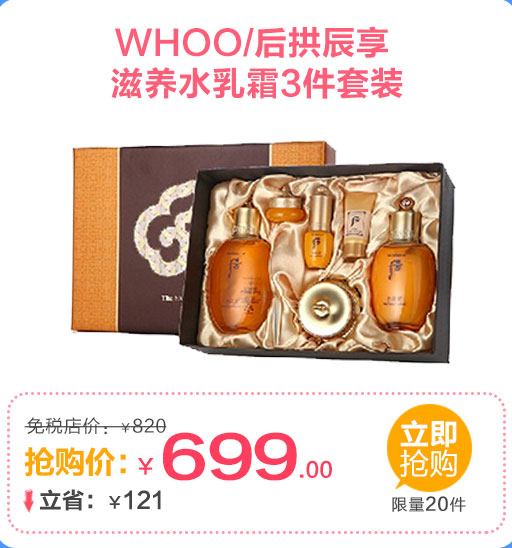 WHOO/后拱辰享
滋养水乳霜3件套装
免税店价：¥820
抢购价：¥699.00
立省：¥121
立即
抢购
限量20件